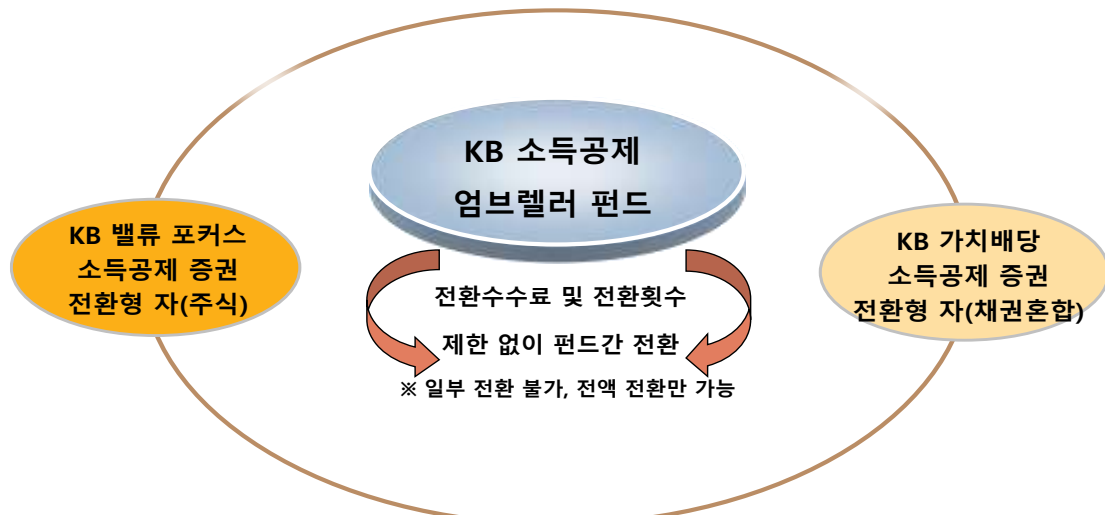 KB 소득공제
엄브렐러 펀드
KB 밸류 포커스
소득공제 증권
전환형 자(주식)
전환수수료 및 전환횟수
제한 없이 펀드간 전환
※ 일부 전환 불가, 전액 전환만 가능
KB 가치배당
소득공제 증권
전환형 자(채권혼합)